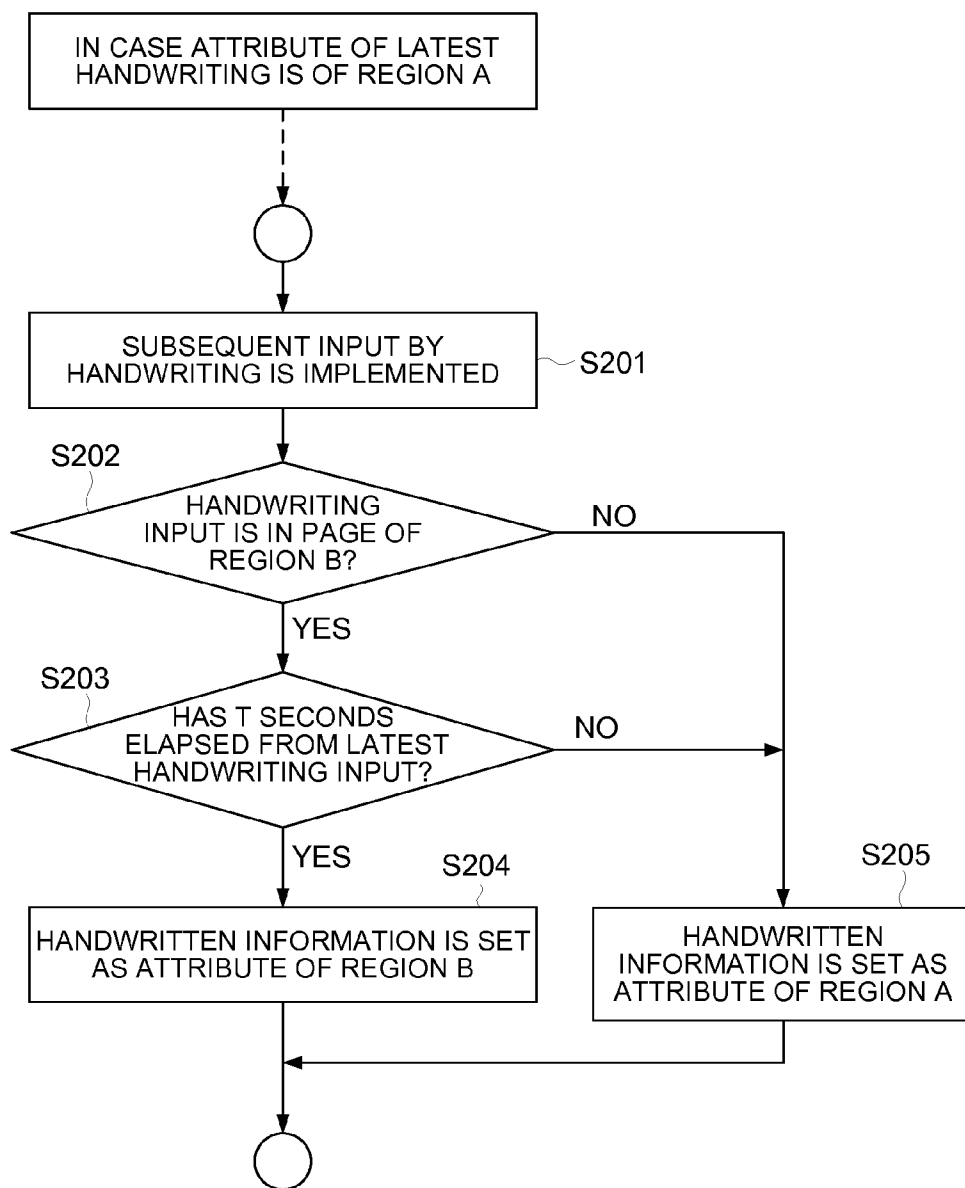 IN CASE ATTRIBUTE OF LATEST
HANDWRITING IS OF REGION A
SUBSEQUENT INPUT BY
HANDWRITING IS IMPLEMENTED
S201
S202
HANDWRITING
INPUT IS IN PAGE OF
REGION B?
NO
YES
S203
HAS T SECONDS
ELAPSED FROM LATEST
HANDWRITING INPUT?
NO
YES
S204
HANDWRITTEN INFORMATION IS SET
AS ATTRIBUTE OF REGION B
S205
HANDWRITTEN
INFORMATION IS SET AS
ATTRIBUTE OF REGION A